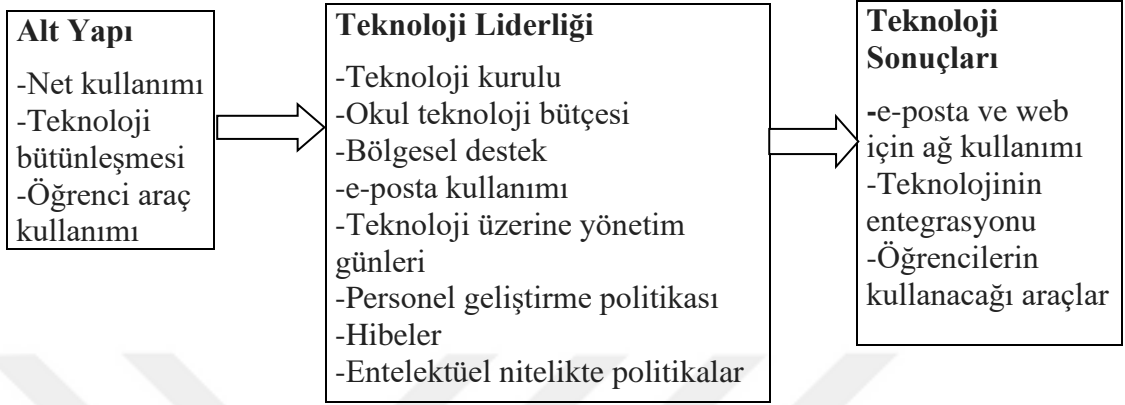 Alt Yapı
-Net kullanımı
-Teknoloji
bütünleşmesi
-Öğrenci araç
kullanımı
Teknoloji Liderliği
-Teknoloji kurulu
-Okul teknoloji bütçesi
-Bölgesel destek
-e-posta kullanımı
-Teknoloji üzerine yönetim
günleri
-Personel geliştirme politikası
-Hibeler
-Entelektüel nitelikte politikalar
Teknoloji
Sonuçları
-e-posta ve web
için ağ kullanımı
-Teknolojinin
entegrasyonu
-Öğrencilerin
kullanacağı araçlar